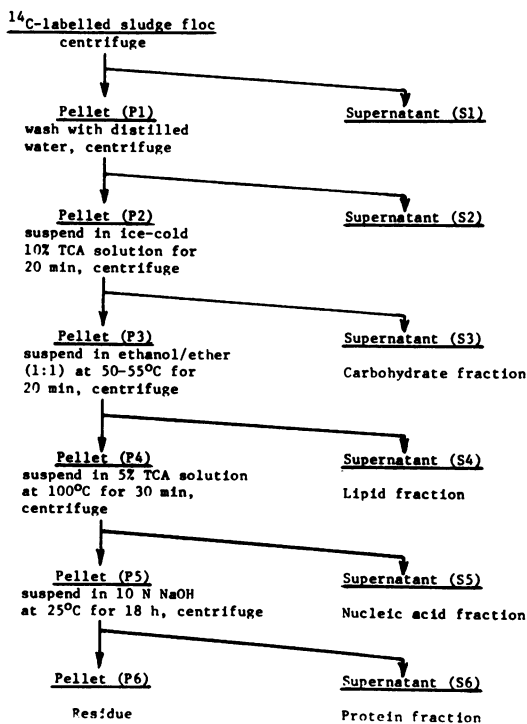 14C-labelled sludge floc
centrifuge
Pellet (P1)
wash with distilled
water, centrifuge
Supernatant (S1)
Pellet (P2)
suspend in ice-cold
10% TCA solution for
20 min, centrifuge
Supernatant (S2)
Pellet (P3)
suspend in ethanol/ether
(1:1) at 50-55°C for
20 min, centrifuge
Supernatant (S3)
Carbohydrate fraction
Pellet (P4)
suspend in 5% TCA solution
at 100°C for 30 min,
centrifuge
Supernatant (S4)
Lipid fraction
Pellet (P5)
suspend in 10 N NaOH
at 25°C for 18 h, centrifuge
Supernatant (S5)
Nucleic acid fraction
Pellet (P6)
Residue
Supernatant (S6)
Protein fraction